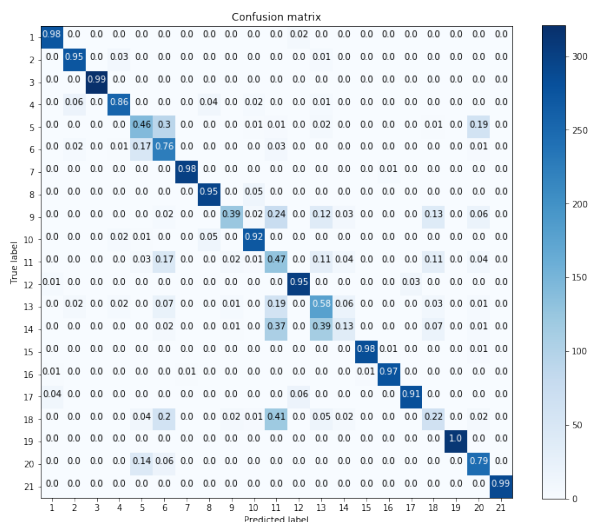 Confusion matrix
1 0.98 0.0 0.0 0.0 0.0 0.0 0.0 0.0 0.0 0.0 0.0 0.02 0.0 0.0 0.0 0.0 0.0 0.0 0.0 0.0 0.0
2 0.0 0.95 0.0 0.03 0.0 0.0 0.0 0.0 0.0 0.0 0.0 0.0 0.01 0.0 0.0 0.0 0.0 0.0 0.0 0.0 0.0
3 0.0 0.0 0.99 0.0 0.0 0.0 0.0 0.0 0.0 0.0 0.0 0.0 0.0 0.0 0.0 0.0 0.0 0.0 0.0 0.0 0.0
4 0.0 0.06 0.0 0.86 0.0 0.0 0.0 0.04 0.0 0.02 0.0 0.0 0.01 0.0 0.0 0.0 0.0 0.0 0.0 0.0 0.0
5 0.0 0.0 0.0 0.0 0.46 0.3 0.0 0.0 0.0 0.01 0.01 0.0 0.02 0.0 0.0 0.0 0.0 0.01 0.0 0.19 0.0
6 0.0 0.02 0.0 0.01 0.17 0.76 0.0 0.0 0.0 0.0 0.03 0.0 0.0 0.0 0.0 0.0 0.0 0.0 0.0 0.01 0.0
7 0.0 0.0 0.0 0.0 0.0 0.0 0.98 0.0 0.0 0.0 0.0 0.0 0.0 0.0 0.0 0.01 0.0 0.0 0.0 0.0 0.0
8 0.0 0.0 0.0 0.0 0.0 0.0 0.0 0.95 0.0 0.05 0.0 0.0 0.0 0.0 0.0 0.0 0.0 0.0 0.0 0.0 0.0
9 0.0 0.0 0.0 0.0 0.0 0.02 0.0 0.0 0.39 0.02 0.24 0.0 0.12 0.03 0.0 0.0 0.0 0.13 0.0 0.06 0.0
10 0.0 0.0 0.0 0.02 0.01 0.0 0.0 0.05 0.0 0.92 0.0 0.0 0.0 0.0 0.0 0.0 0.0 0.0 0.0 0.0 0.0
11 0.0 0.0 0.0 0.0 0.03 0.17 0.0 0.0 0.02 0.01 0.47 0.0 0.11 0.04 0.0 0.0 0.0 0.11 0.0 0.04 0.0
12 0.01 0.0 0.0 0.0 0.0 0.0 0.0 0.0 0.0 0.0 0.0 0.95 0.0 0.0 0.0 0.0 0.03 0.0 0.0 0.0 0.0
13 0.0 0.02 0.0 0.02 0.0 0.07 0.0 0.0 0.01 0.0 0.19 0.0 0.58 0.06 0.0 0.0 0.0 0.03 0.0 0.01 0.0
14 0.0 0.0 0.0 0.0 0.0 0.02 0.0 0.0 0.01 0.0 0.37 0.0 0.39 0.13 0.0 0.0 0.0 0.07 0.0 0.01 0.0
15 0.0 0.0 0.0 0.0 0.0 0.0 0.0 0.0 0.0 0.0 0.0 0.0 0.0 0.0 0.98 0.01 0.0 0.0 0.0 0.01 0.0
16 0.01 0.0 0.0 0.0 0.0 0.0 0.01 0.0 0.0 0.0 0.0 0.0 0.0 0.0 0.01 0.97 0.0 0.0 0.0 0.0 0.0
17 0.04 0.0 0.0 0.0 0.0 0.0 0.0 0.0 0.0 0.0 0.0 0.06 0.0 0.0 0.0 0.0 0.91 0.0 0.0 0.0 0.0
18 0.0 0.0 0.0 0.0 0.04 0.2 0.0 0.0 0.02 0.01 0.41 0.0 0.05 0.02 0.0 0.0 0.0 0.22 0.0 0.02 0.0
19 0.0 0.0 0.0 0.0 0.0 0.0 0.0 0.0 0.0 0.0 0.0 0.0 0.0 0.0 0.0 0.0 0.0 0.0 1.0 0.0 0.0
20 0.0 0.0 0.0 0.0 0.14 0.06 0.0 0.0 0.0 0.0 0.0 0.0 0.0 0.0 0.0 0.0 0.0 0.0 0.0 0.79 0.0
21 0.0 0.0 0.0 0.0 0.0 0.0 0.0 0.0 0.0 0.0 0.0 0.0 0.0 0.0 0.0 0.0 0.0 0.0 0.0 0.0 0.99
1 2 3 4 5 6 7 8 9 10 11 12 13 14 15 16 17 18 19 20 21
Predicted label
True label
300
250
200
150
100
50
0